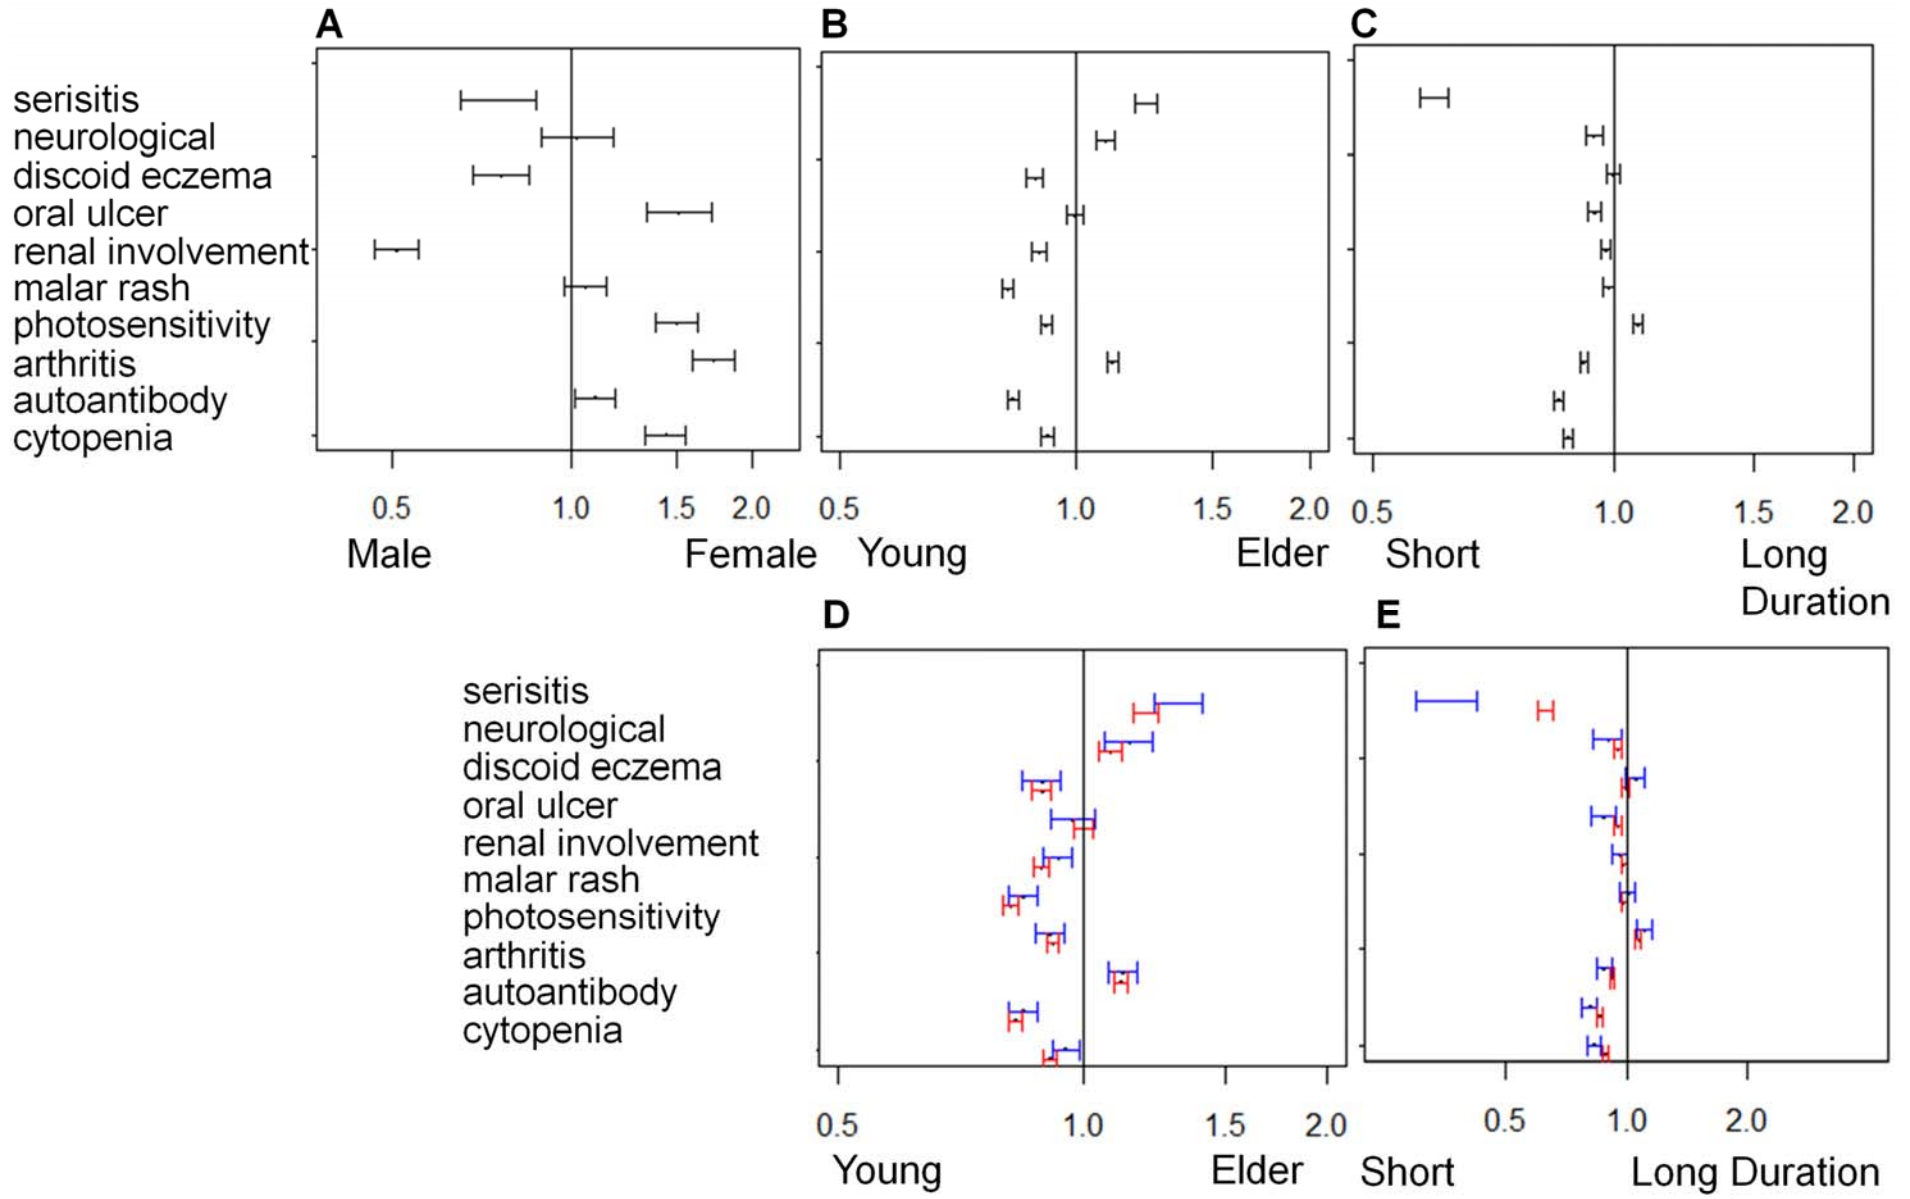 A B C
serisitis
neurological
discoid eczema
oral ulcer
renal involvement
malar rash
photosensitivity
arthritis
autoantibody
cytopenia
0.5 1.0 1.5 2.0 0.5 1.0 1.5 2.0 0.5 1.0 1.5 2.0
Male Female Young Elder Short Long
Duration
D E
serisitis
neurological
discoid eczema
oral ulcer
renal involvement
malar rash
photosensitivity
arthritis
autoantibody
cytopenia
0.5 1.0 1.5 2.0 0.5 1.0 2.0
Young Elder Short Long Duration